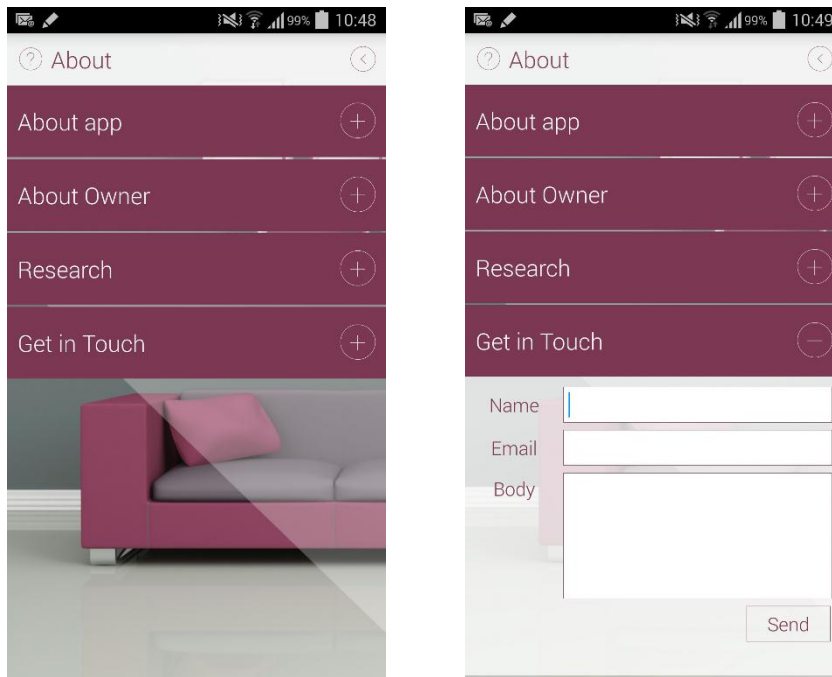 99% 10:48
? About
About app
About Owner
Research
Get in Touch
99% 10:49
? About
About app
About Owner
Research
Get in Touch
Name
Email
Body
Send